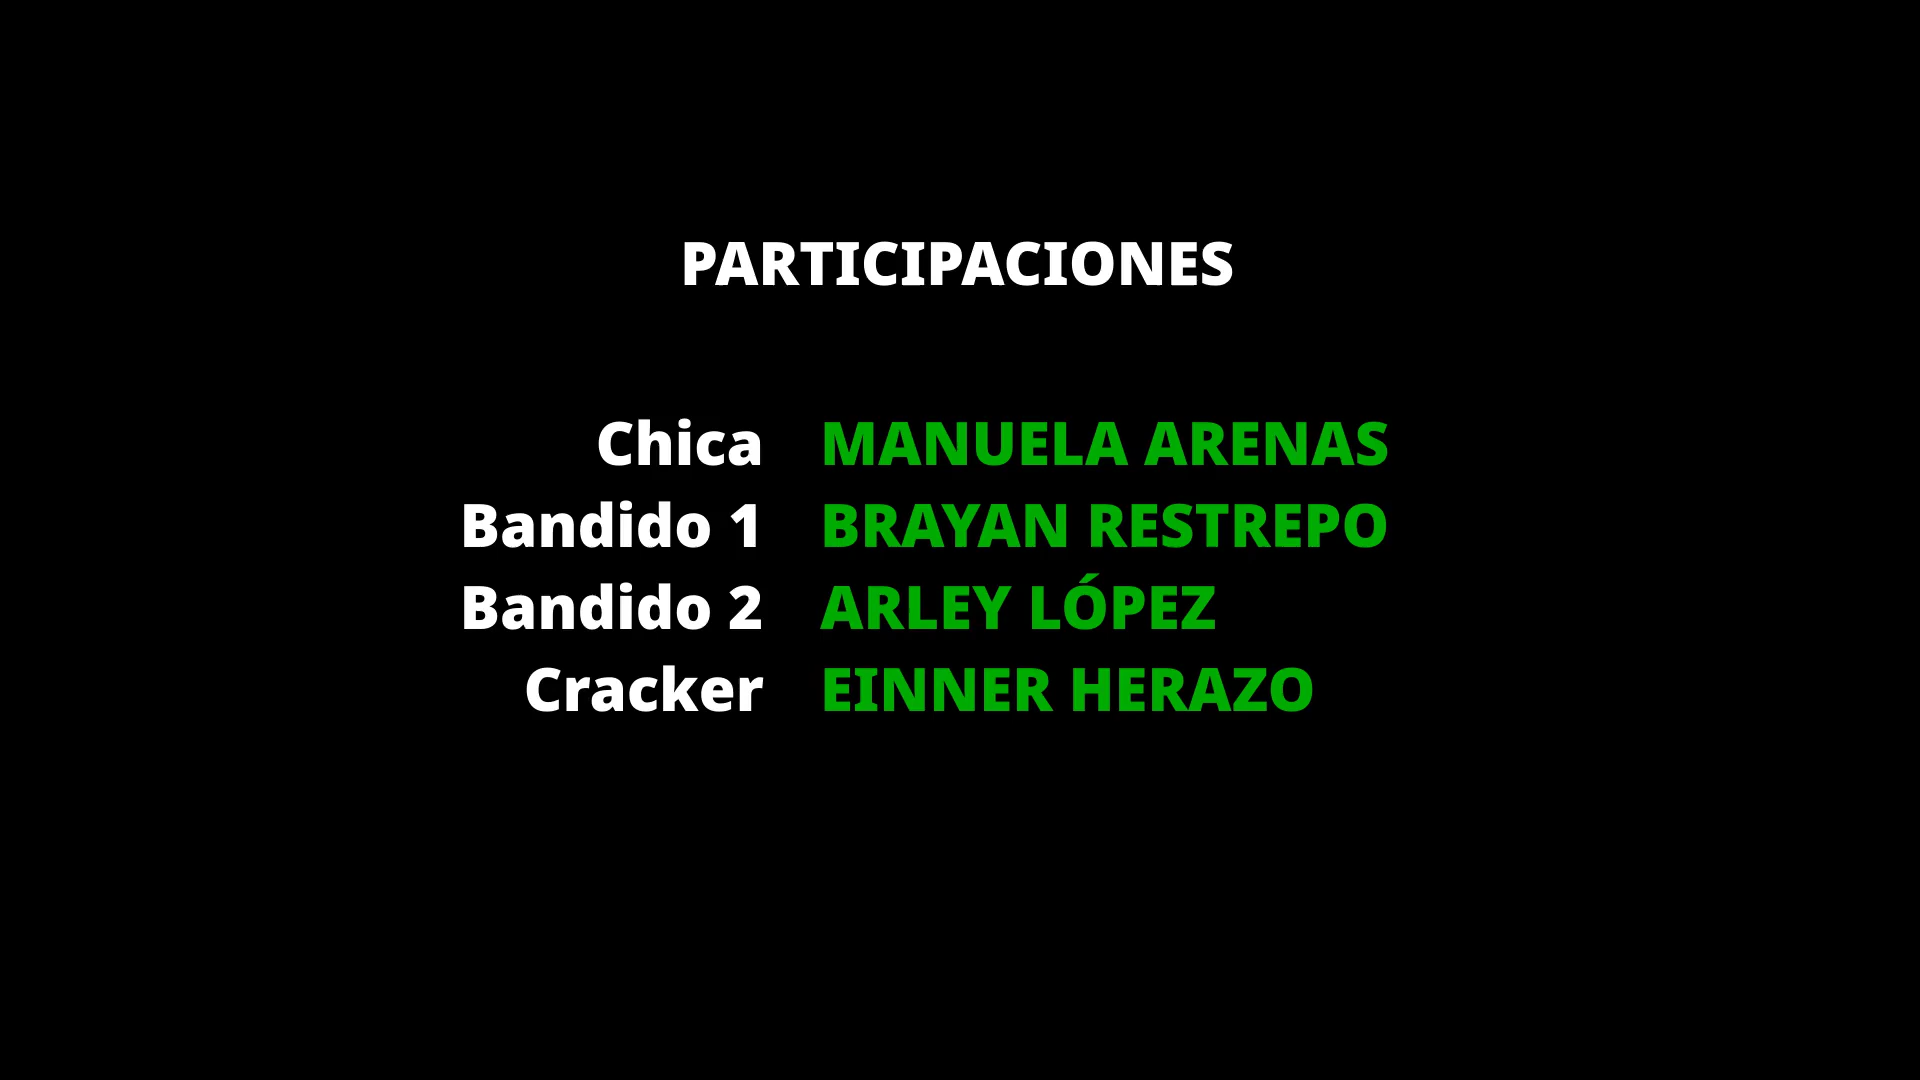 PARTICIPACIONES
Chica MANUELA ARENAS
Bandido 1 BRAYAN RESTREPO
Bandido 2 ARLEY LÓPEZ
Cracker EINNER HERAZO